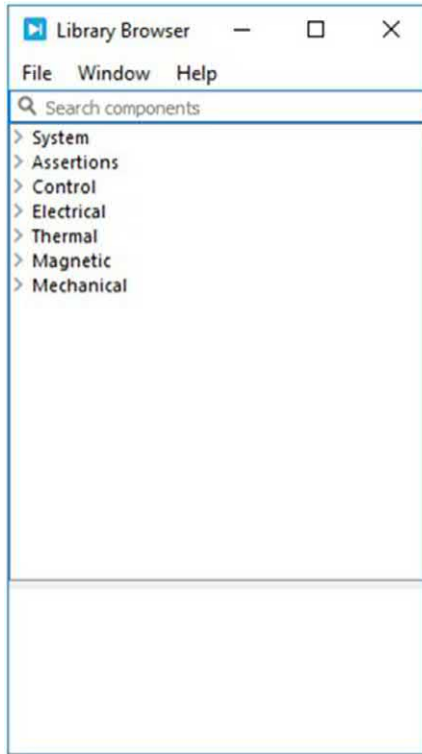 Library Browser
File Window Help
Search components
System
Assertions
Control
Electrical
Thermal
Magnetic
Mechanical